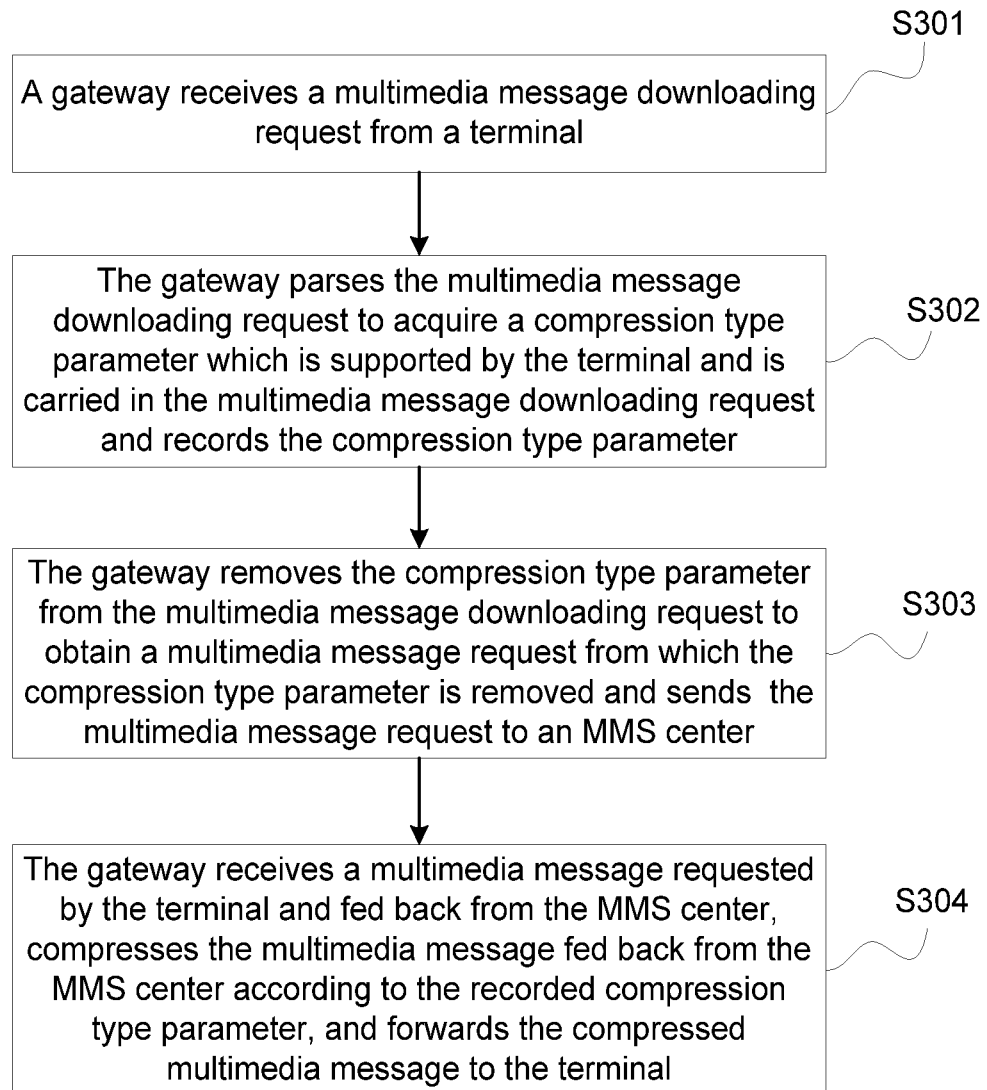 S301
A gateway receives a multimedia message downloading
request from a terminal
S302
The gateway parses the multimedia message
downloading request to acquire a compression type
parameter which is supported by the terminal and is
carried in the multimedia message downloading request
and records the compression type parameter
S303
The gateway removes the compression type parameter
from the multimedia message downloading request to
obtain a multimedia message request from which the
compression type parameter is removed and sends the
multimedia message request to an MMS center
S304
The gateway receives a multimedia message requested
by the terminal and fed back from the MMS center,
compresses the multimedia message fed back from the
MMS center according to the recorded compression
type parameter, and forwards the compressed
multimedia message to the terminal